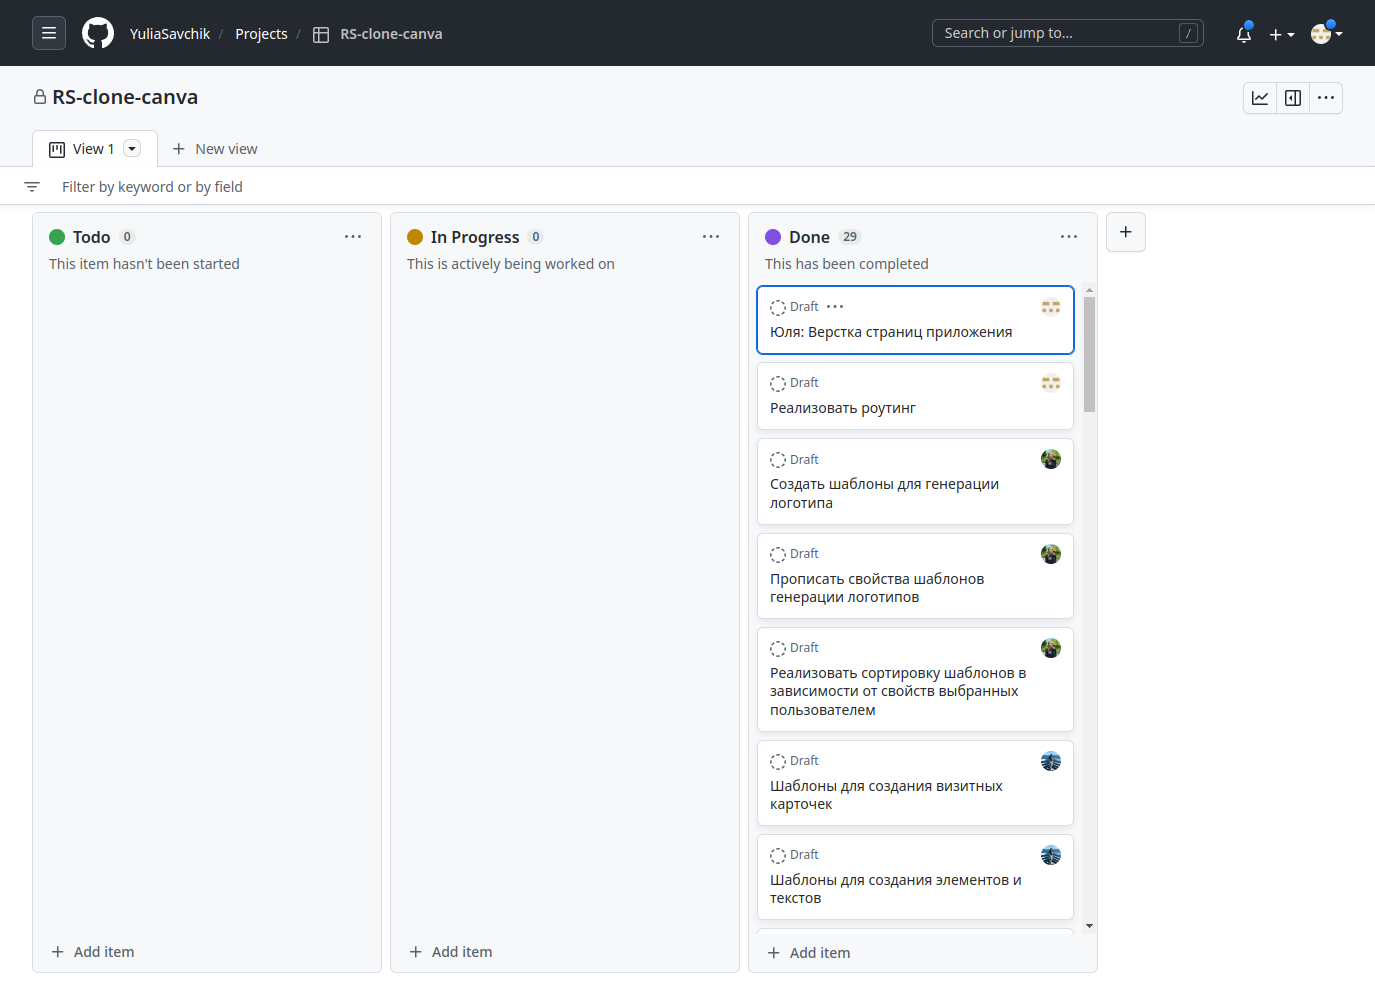 YuliaSavchik / Projects / RS-clone-canva
Search or jump to... /
RS-clone-canva
View 1
New view
Filter by keyword or by field
Todo 0
This item hasn't been started
Add item
In Progress 0
This is actively being worked on
Add item
Done 29
This has been completed
Draft
Юля: Верстка страниц приложения
Draft
Реализовать роутинг
Draft
Создать шаблоны для генерации
логотипа
Draft
Прописать свойства шаблонов
генерации логотипов
Draft
Реализовать сортировку шаблонов в
зависимости от свойств выбранных
пользователем
Draft
Шаблоны для создания визитных
карточек
Draft
Шаблоны для создания элементов и
текстов
Add item